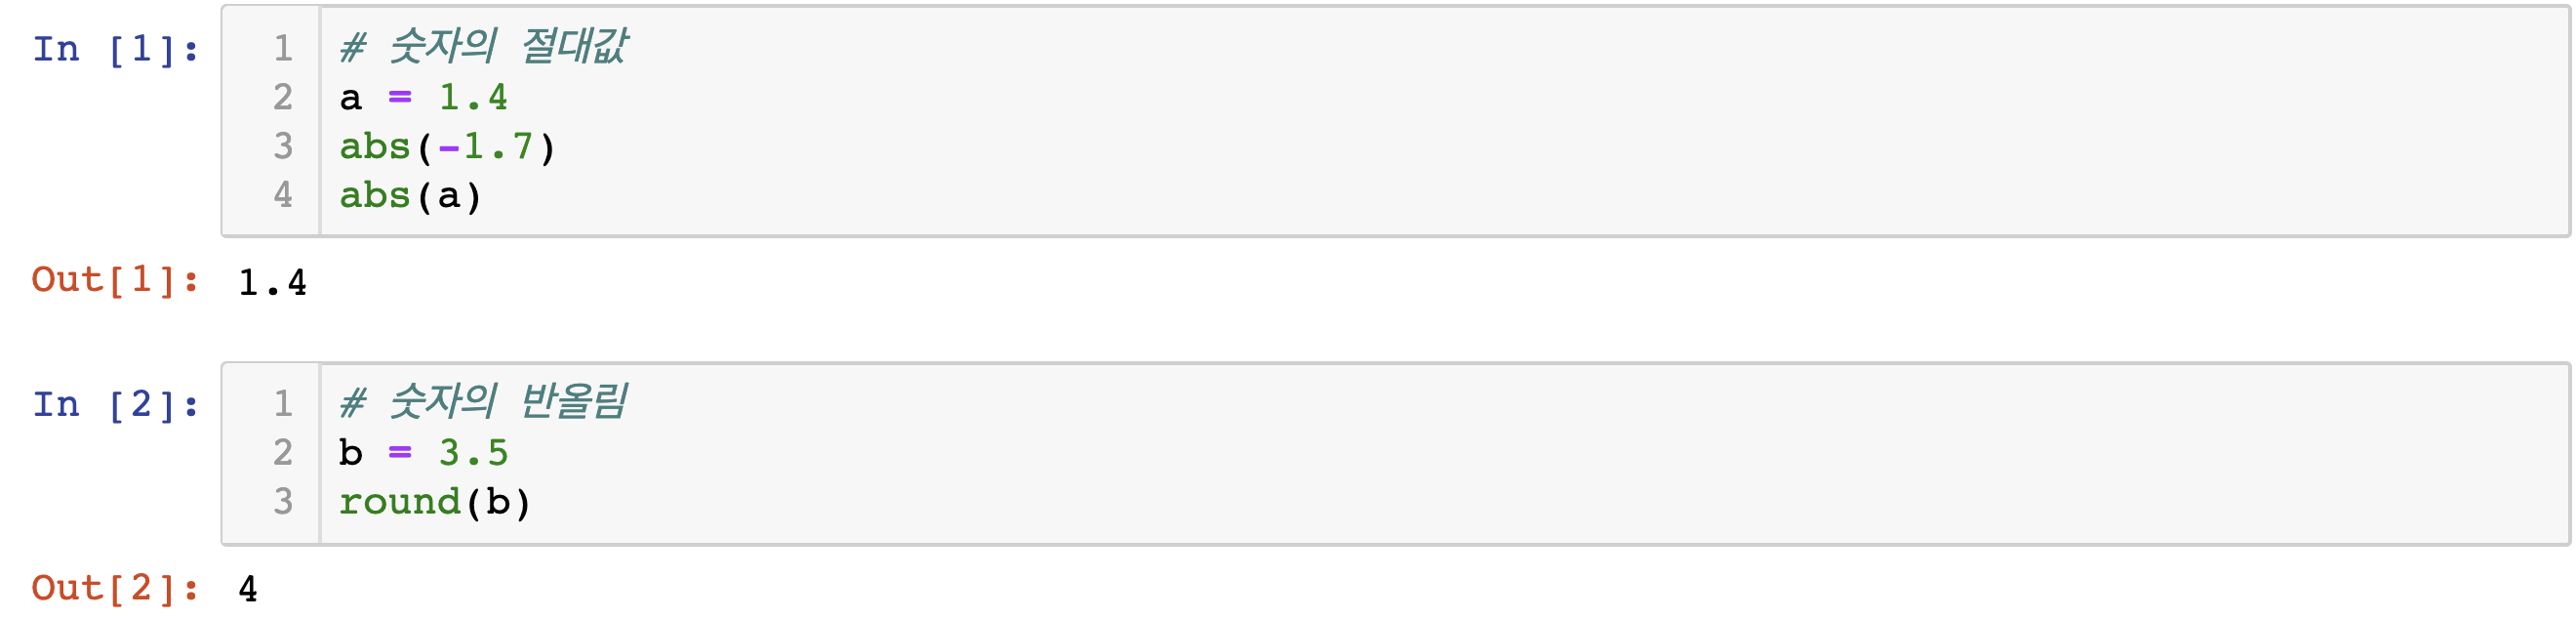 In [1]:
1 # 숫자의 절대값
2 a = 1.4
3 abs(-1.7)
4 abs(a)
Out[1]: 1.4
In [2]:
1 # 숫자의 반올림
2 b = 3.5
3 round(b)
Out[2]: 4